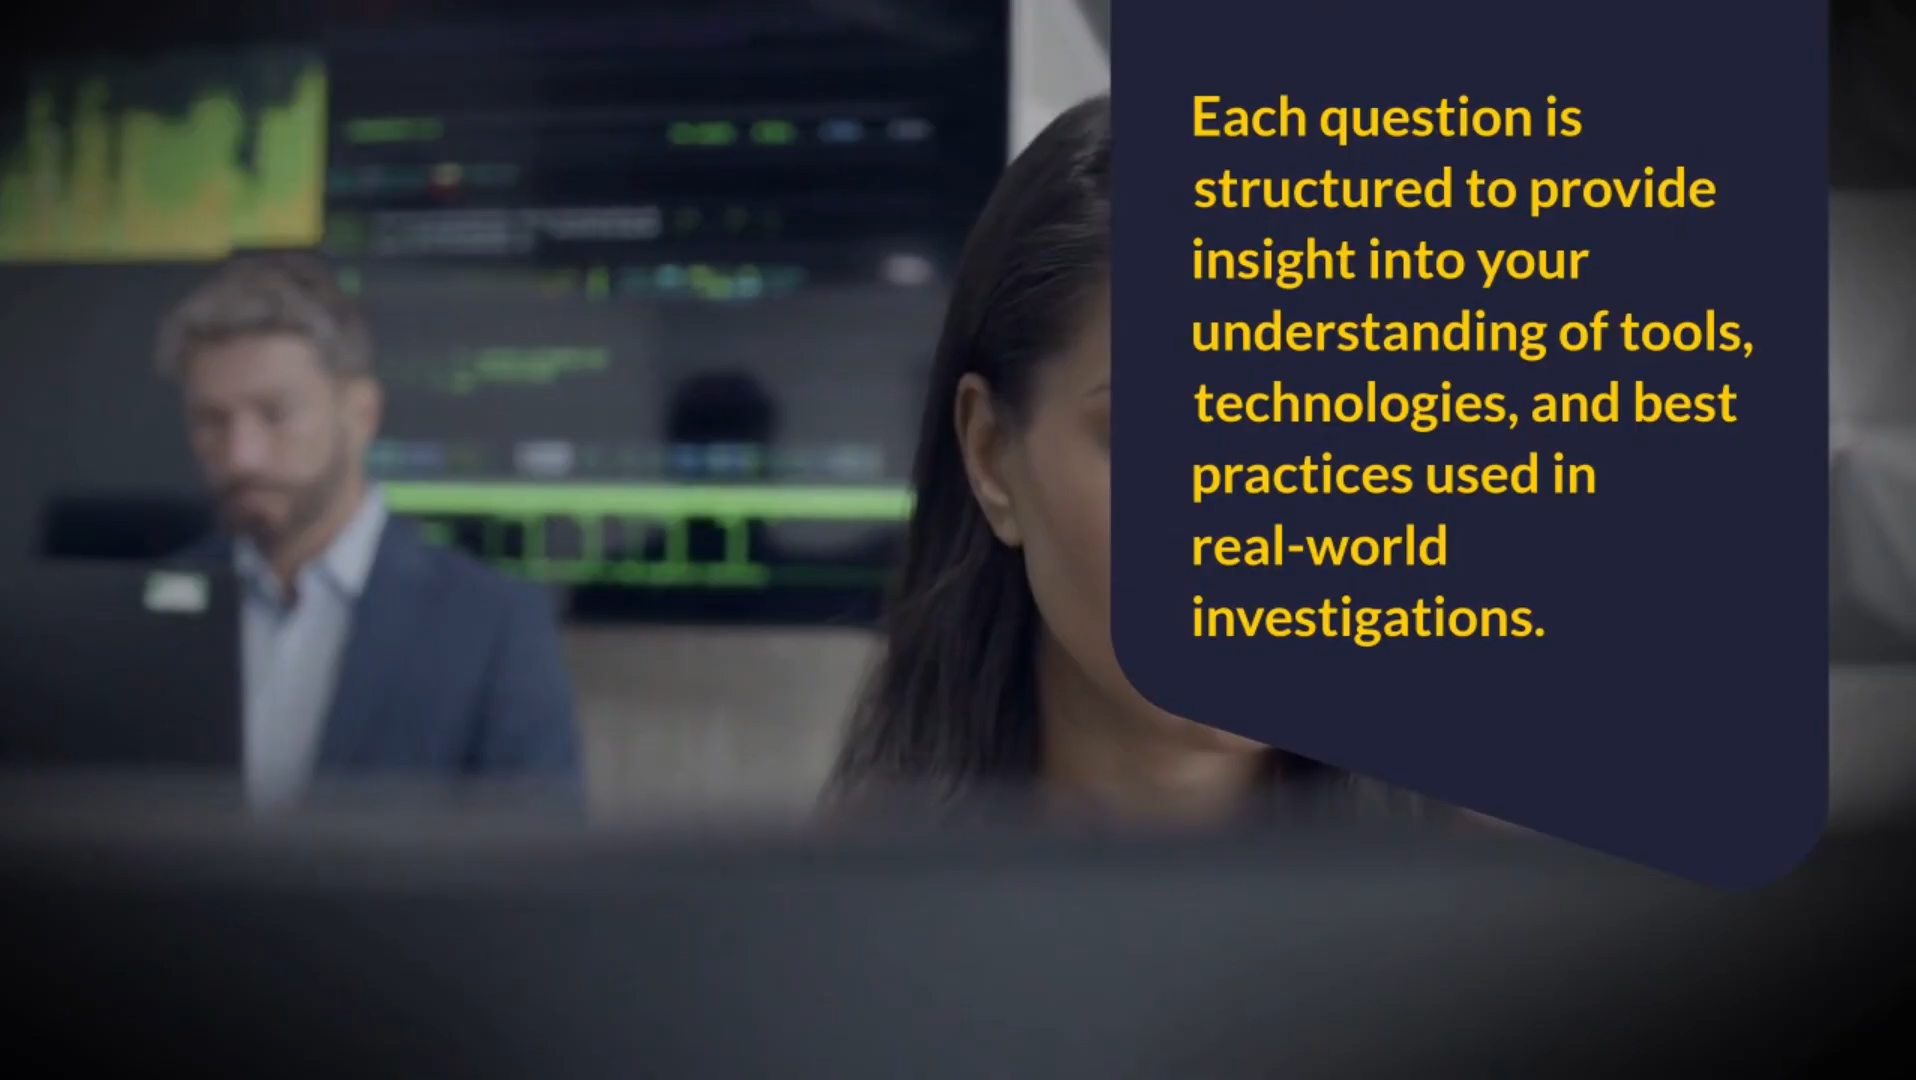 Each question is
structured to provide
insight into your
understanding of tools,
technologies, and best
practices used in
real-world
investigations.